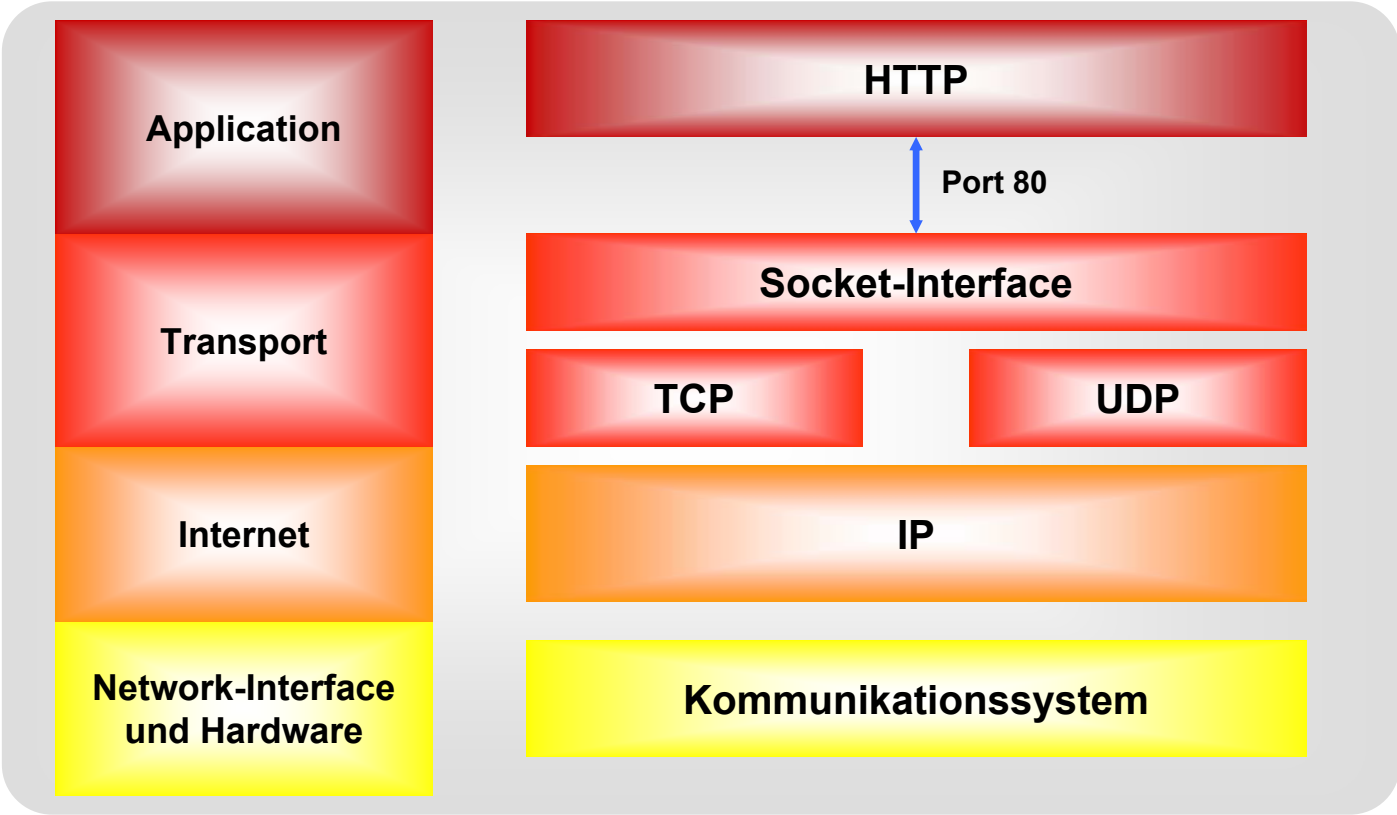 Application
HTTP
Port 80
Transport
Socket-Interface
TCP
UDP
Internet
IP
Network-Interface
und Hardware
Kommunikationssystem